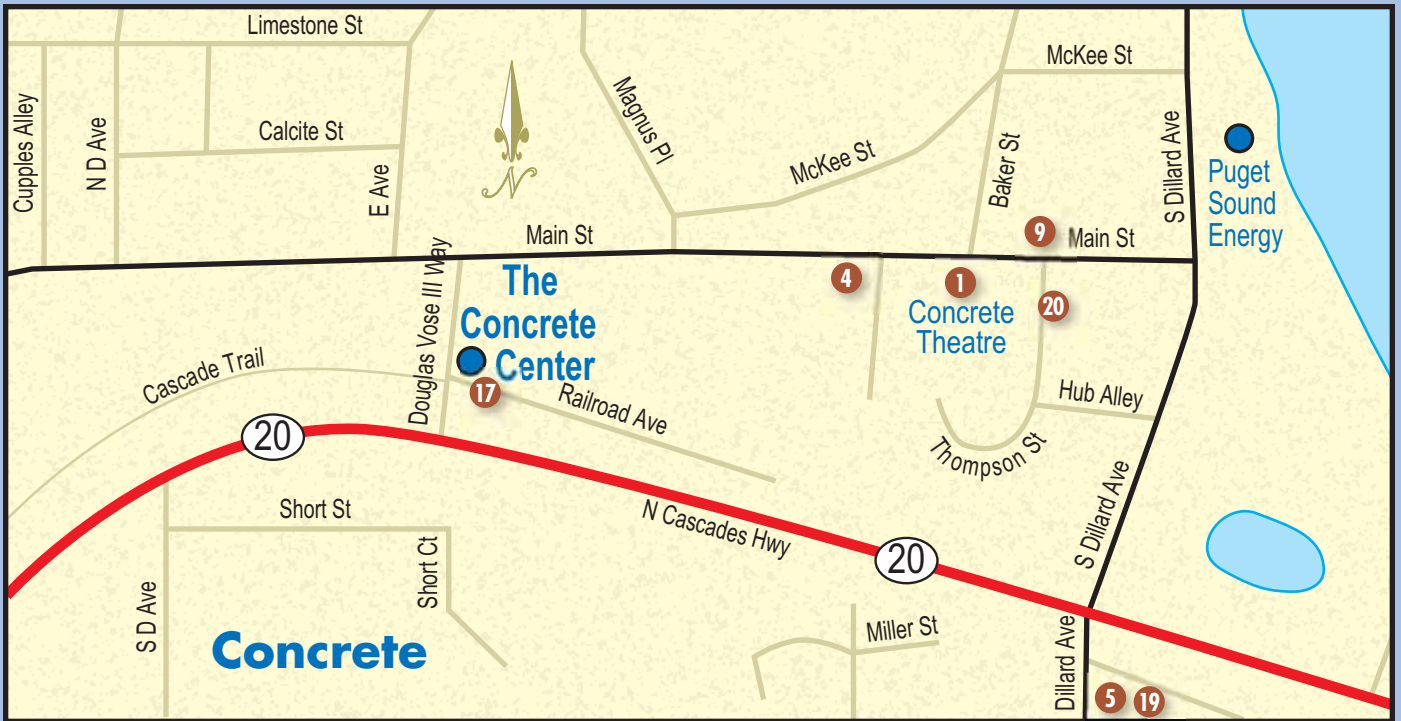 Limestone St
McKee St
Cupples Alley
N D Ave
Calcite St
E Ave
N
Magnus Pl
McKee St
Baker St
S Dillard Ave
Puget
Sound
Energy
Main St
9
Main St
Douglas Vose III Way
The
Concrete
Center
4
1
Concrete
Theatre
20
Cascade Trail
17
Railroad Ave
Hub Alley
Thompson St
20
Short St
N Cascades Hwy
S Dillard Ave
20
Short Ct
S D Ave
Concrete
Miller St
Dillard Ave
5
19